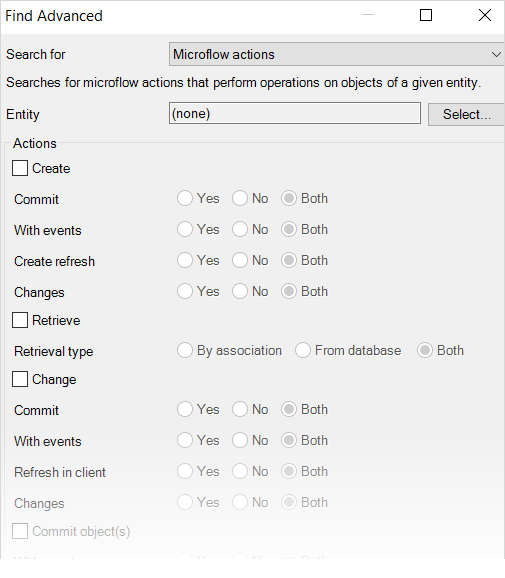 Find Advanced
Search for Microflow actions
Searches for microflow actions that perform operations on objects of a given entity.
Entity (none) Select...
Actions
Create
Commit Yes No Both
With events Yes No Both
Create refresh Yes No Both
Changes Yes No Both
Retrieve
Retrieval type By association From database Both
Change
Commit Yes No Both
With events Yes No Both
Refresh in client Yes No Both
Changes Yes No Both
Commit object(s)